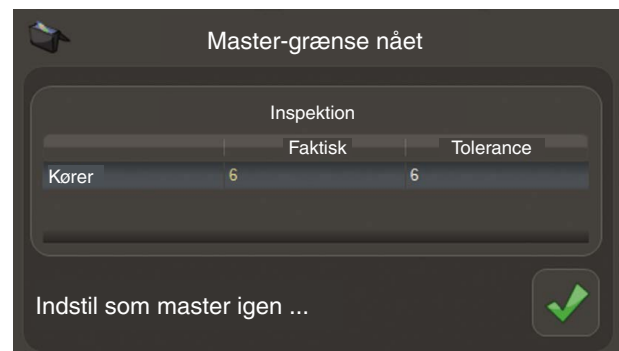 Master-grænse nået
Inspektion
Faktisk Tolerance
Kører 6 6
Indstil som master igen ...